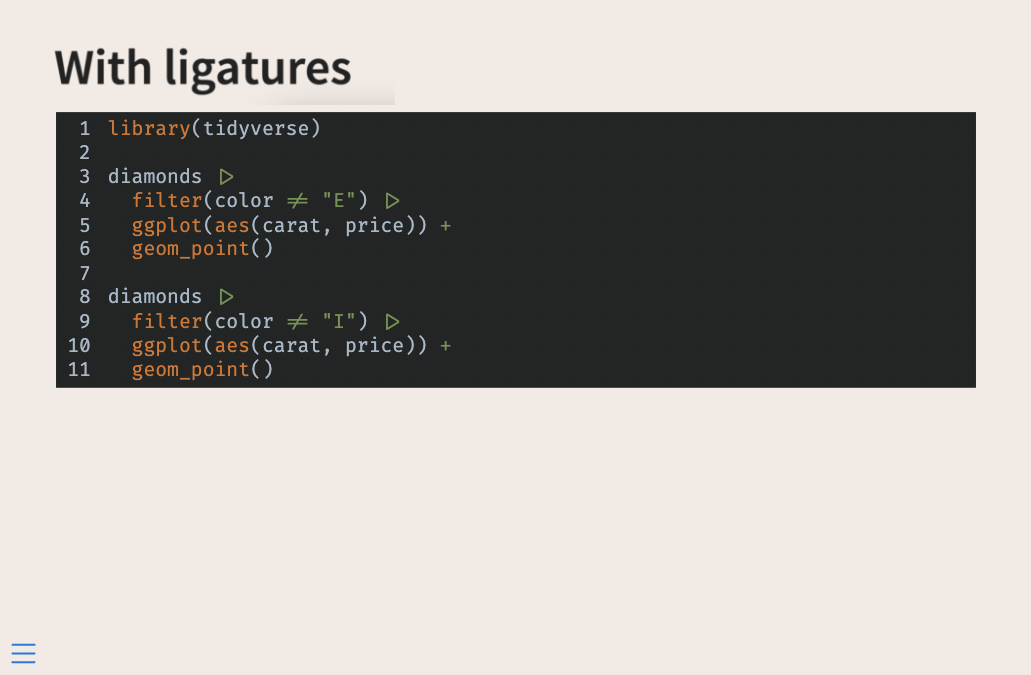 With ligatures
1 library(tidyverse)
2
3 diamonds |>
4   filter(color != "E") |>
5   ggplot(aes(carat, price)) +
6   geom_point()
7
8 diamonds |>
9   filter(color != "I") |>
10   ggplot(aes(carat, price)) +
11   geom_point()